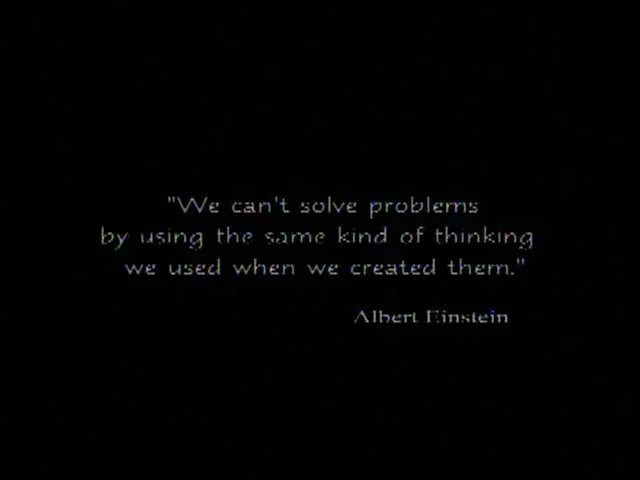 "We can't solve problems
by using the same kind of thinking
we used when we created them."
Albert Einstein